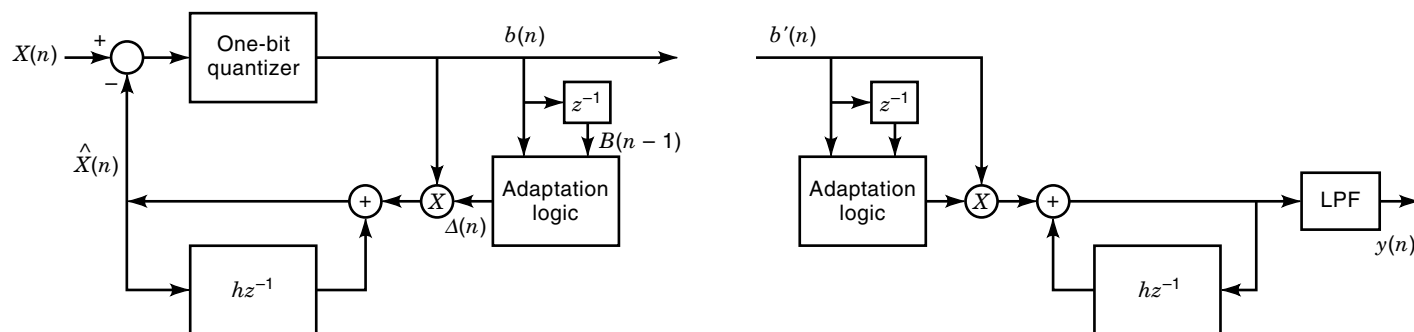 X(n)
+
−
One-bit
quantizer
b(n)
z⁻¹
B(n − 1)
X̂(n)
+
X
Δ(n)
Adaptation
logic
hz⁻¹
b′(n)
z⁻¹
Adaptation
logic
X
+
LPF
y(n)
hz⁻¹